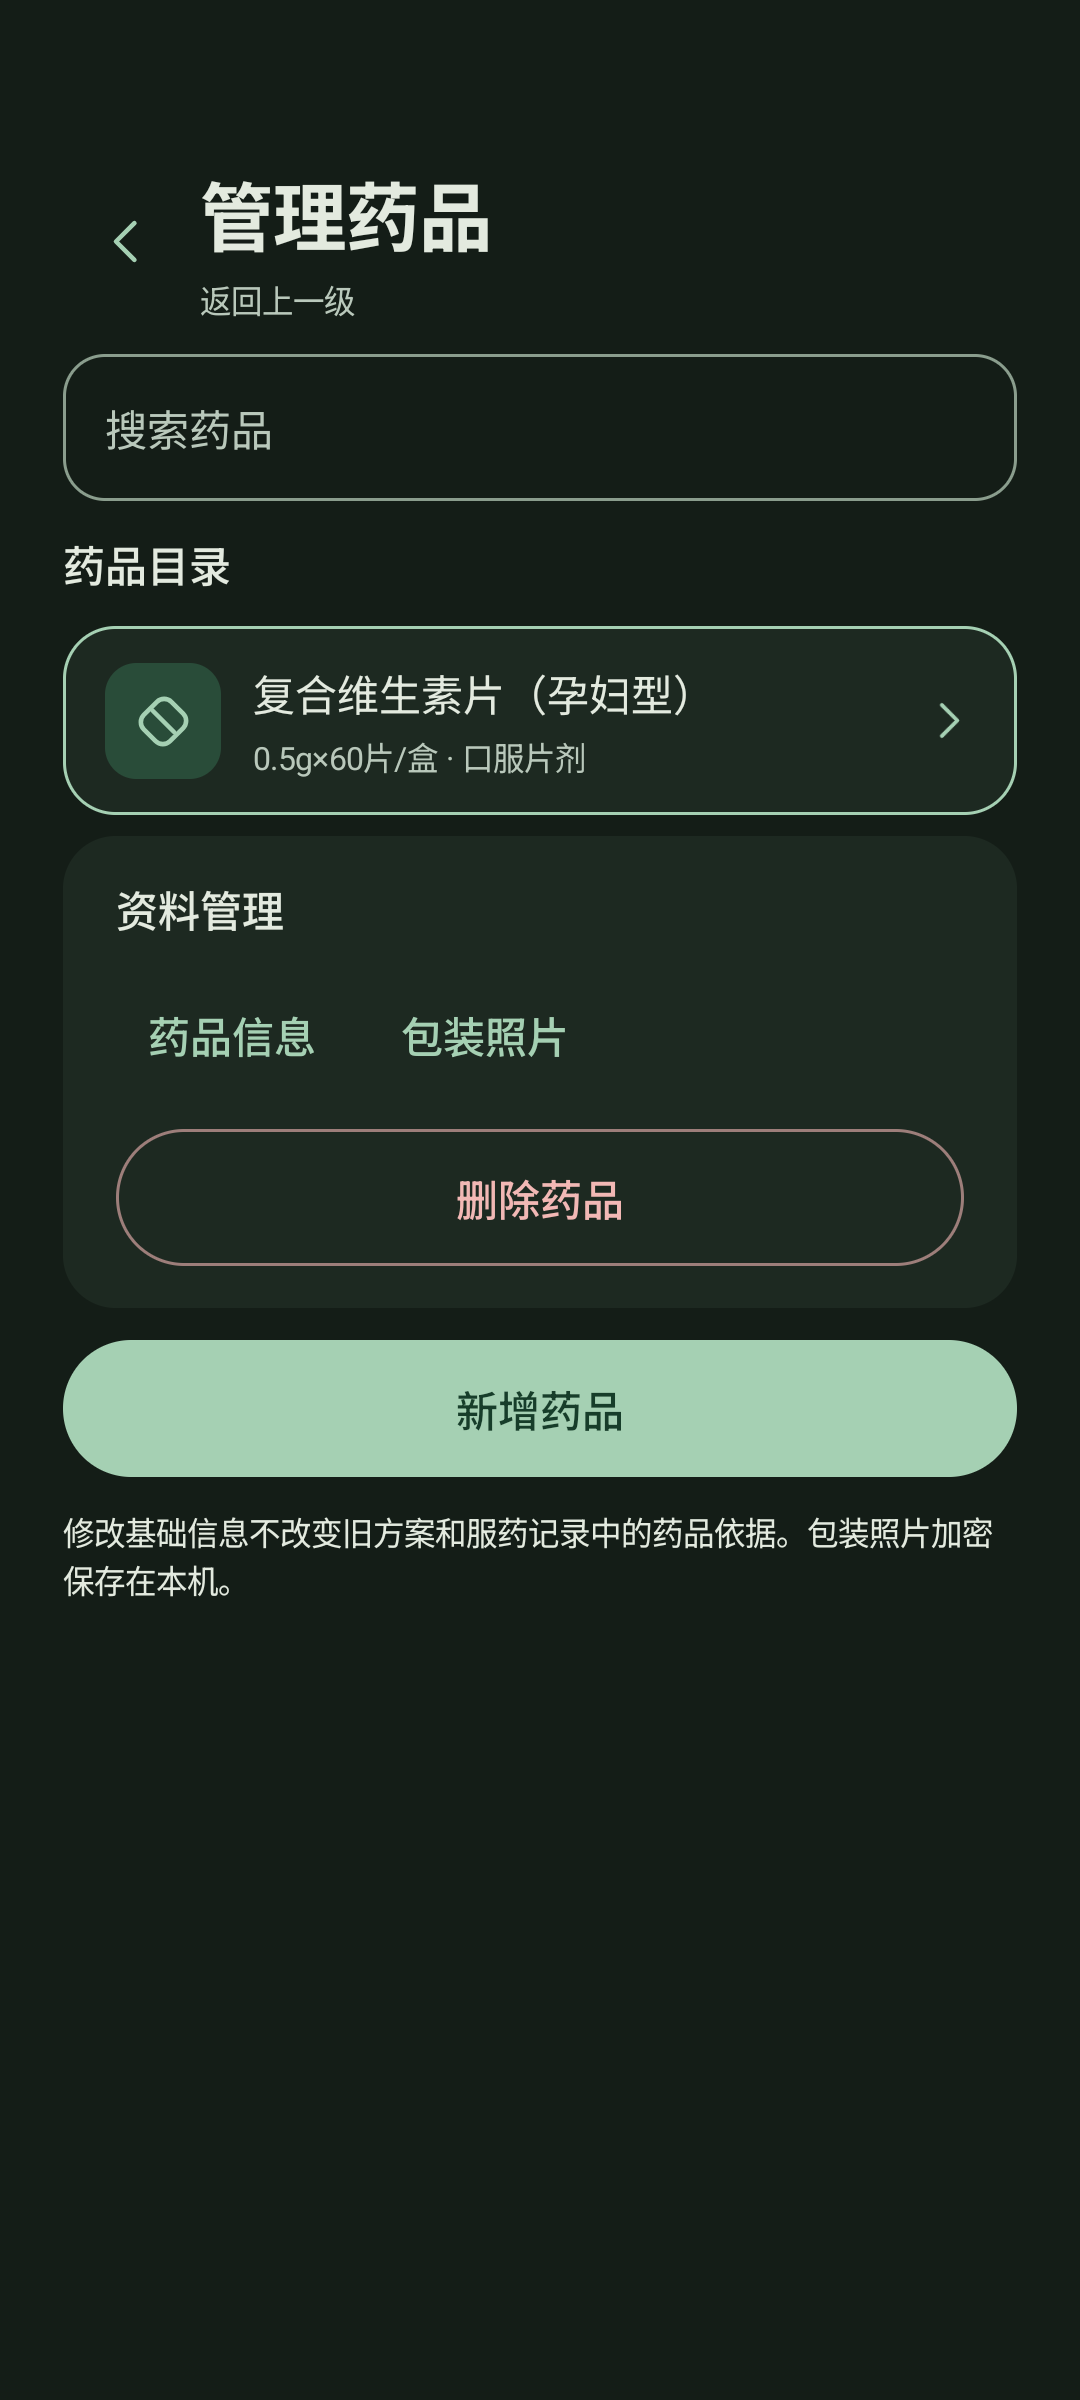 管理药品
返回上一级
搜索药品
药品目录
复合维生素片（孕妇型）
0.5g×60片/盒 · 口服片剂
资料管理
药品信息 包装照片
删除药品
新增药品
修改基础信息不改变旧方案和服药记录中的药品依据。包装照片加密
保存在本机。